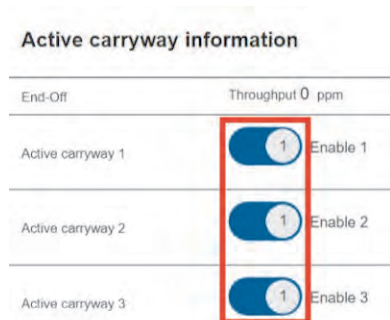 Active carryway information
End-Off Throughput 0 ppm
Active carryway 1 1 Enable 1
Active carryway 2 1 Enable 2
Active carryway 3 1 Enable 3